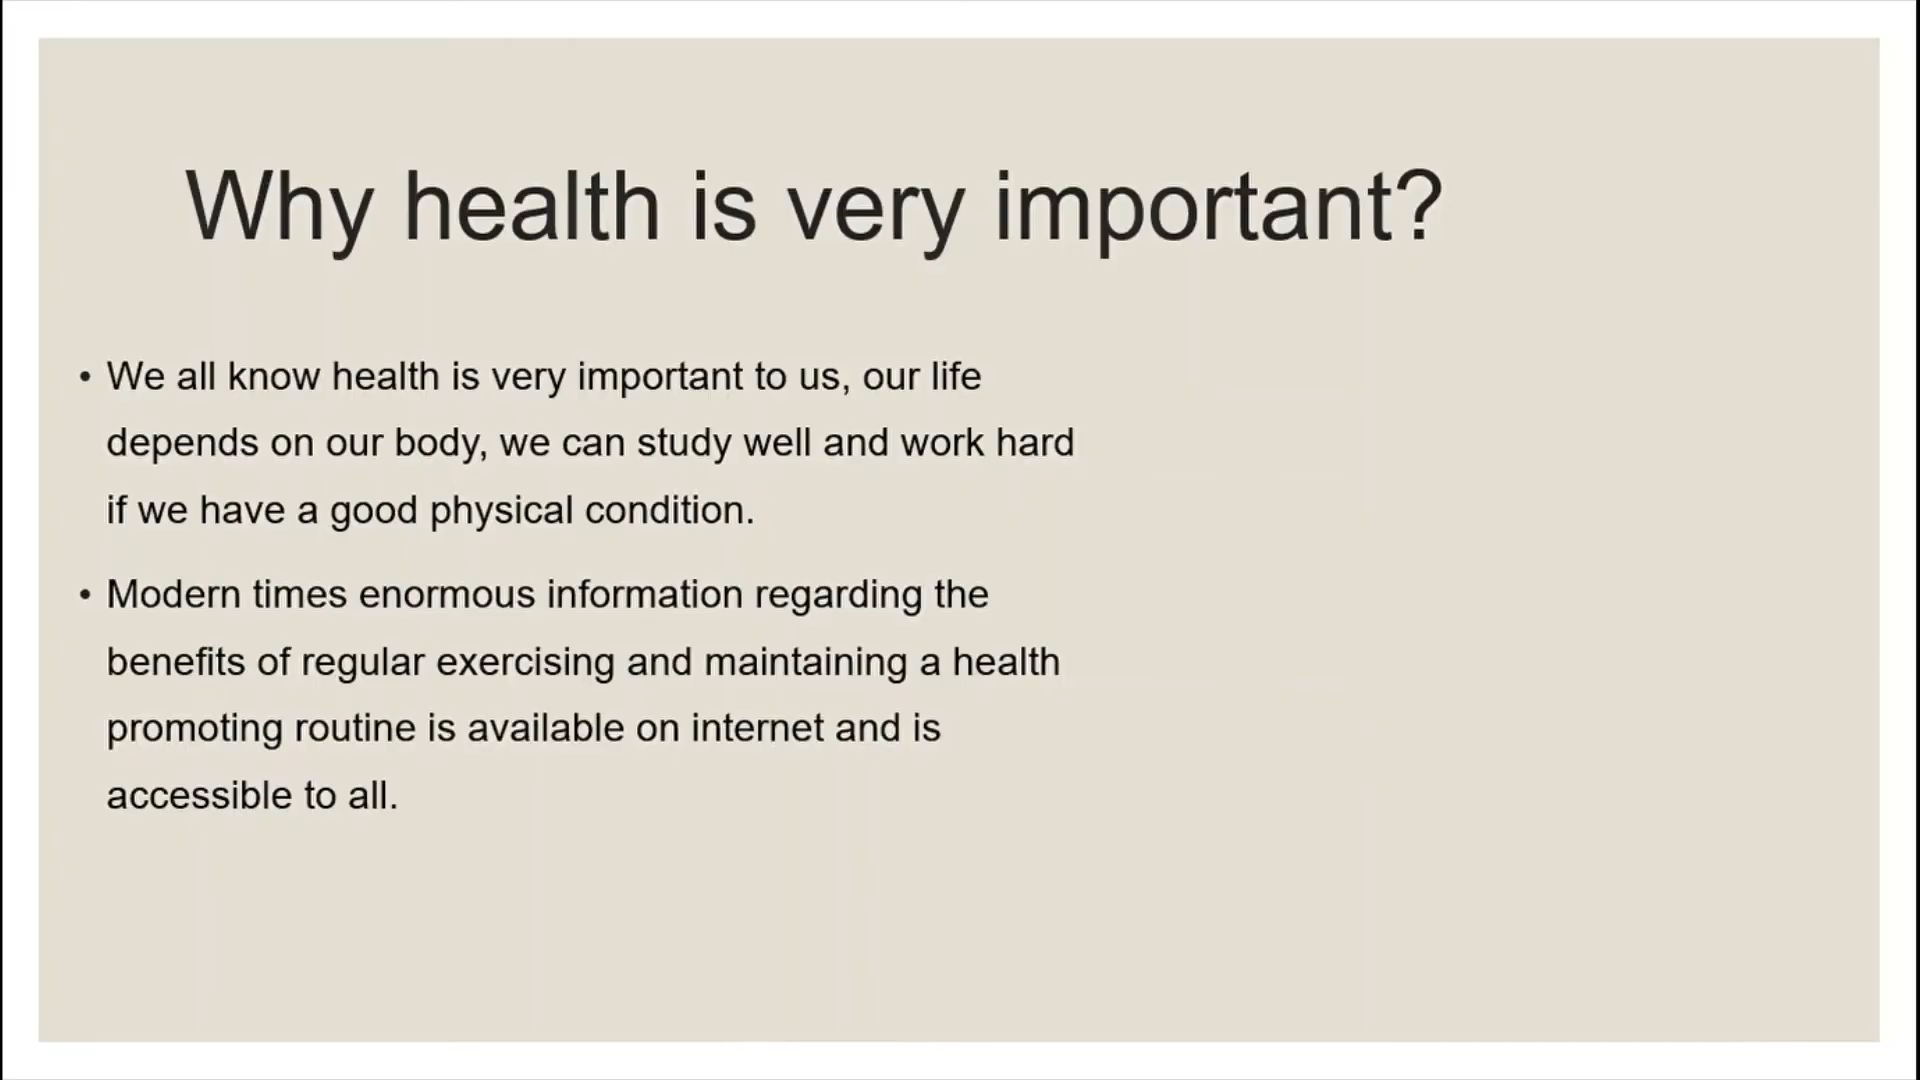 Why health is very important?
• We all know health is very important to us, our life
depends on our body, we can study well and work hard
if we have a good physical condition.
• Modern times enormous information regarding the
benefits of regular exercising and maintaining a health
promoting routine is available on internet and is
accessible to all.